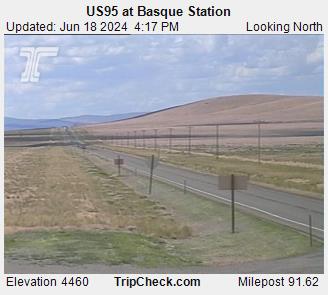 US95 at Basque Station
Updated: Jun 18 2024 4:17 PM Looking North
Elevation 4460 TripCheck.com Milepost 91.62